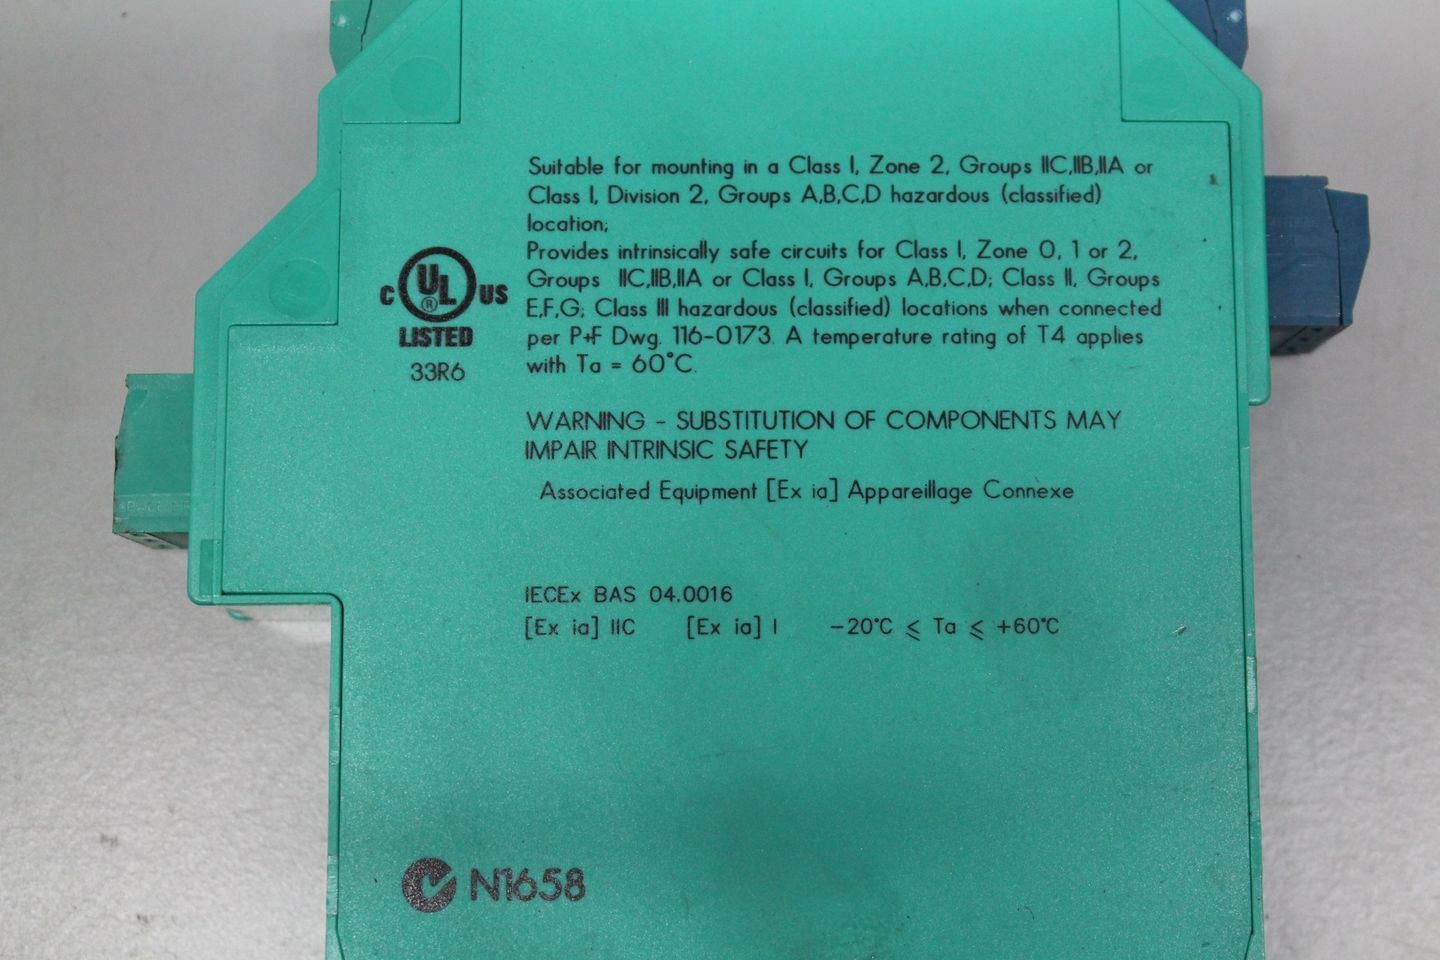 Suitable for mounting in a Class I, Zone 2, Groups IIC,IIB,IIA or
Class I, Division 2, Groups A,B,C,D hazardous (classified)
location;
Provides intrinsically safe circuits for Class I, Zone 0, 1 or 2,
Groups IIC,IIB,IIA or Class I, Groups A,B,C,D; Class II, Groups
E,F,G; Class III hazardous (classified) locations when connected
per P+F Dwg. 116-0173. A temperature rating of T4 applies
with Ta = 60°C.
C UL ® US
LISTED
33R6
WARNING - SUBSTITUTION OF COMPONENTS MAY
IMPAIR INTRINSIC SAFETY
Associated Equipment [Ex ia] Appareillage Connexe
IECEx BAS 04.0016
[Ex ia] IIC [Ex ia] I -20°C ⩽ Ta ⩽ +60°C
N1658